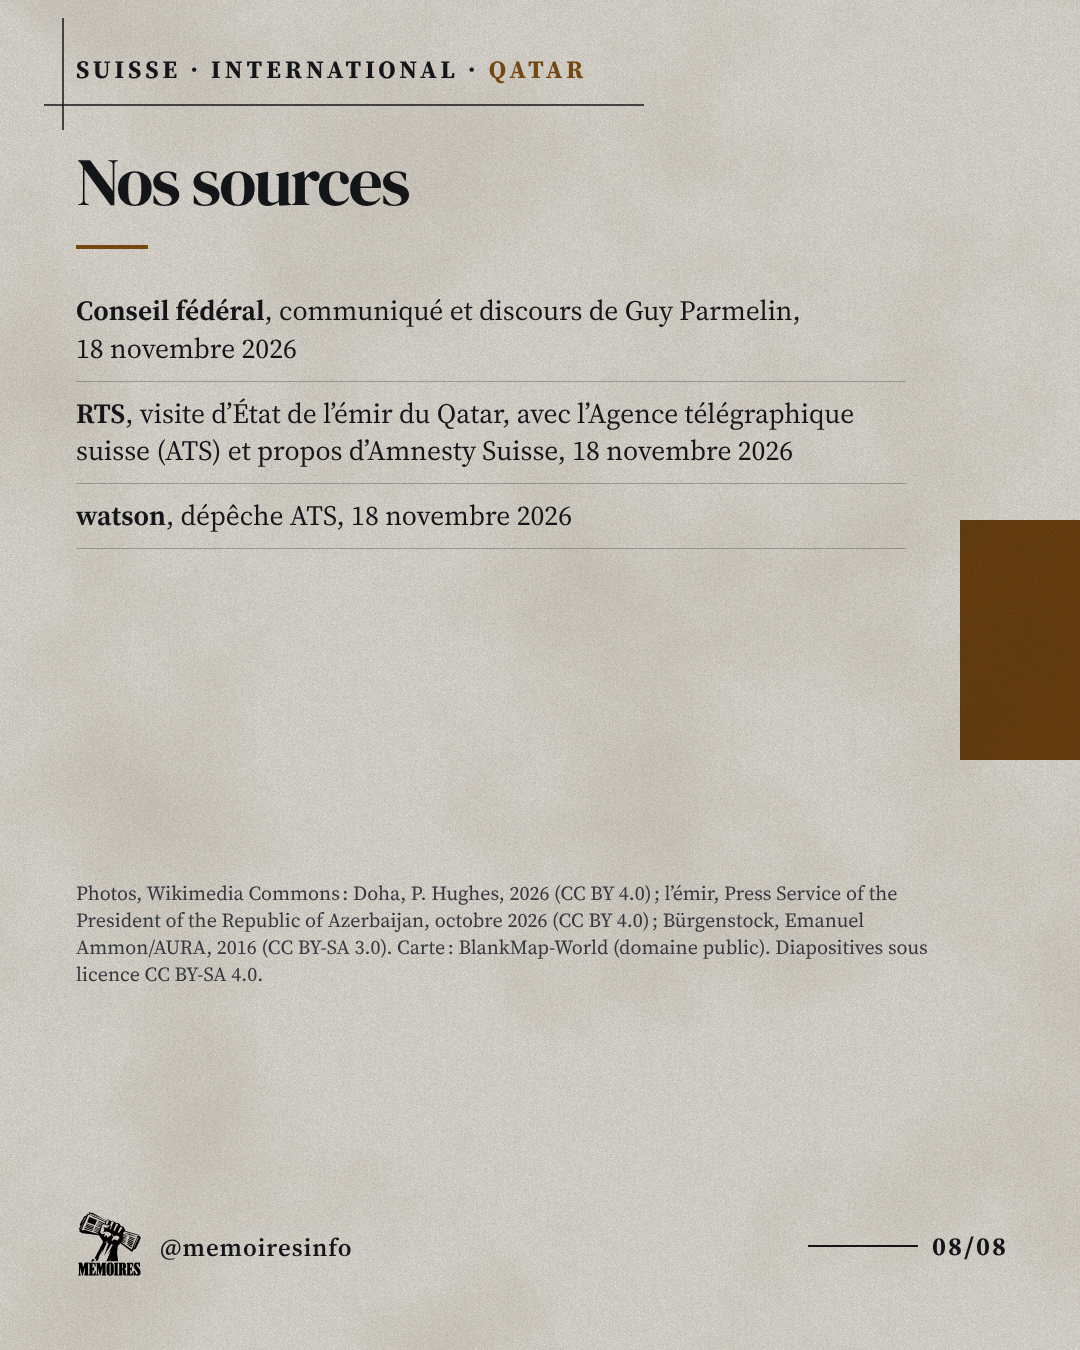 SUISSE · INTERNATIONAL · QATAR
Nos sources
Conseil fédéral, communiqué et discours de Guy Parmelin,
18 novembre 2026
RTS, visite d’État de l’émir du Qatar, avec l’Agence télégraphique
suisse (ATS) et propos d’Amnesty Suisse, 18 novembre 2026
watson, dépêche ATS, 18 novembre 2026
Photos, Wikimedia Commons : Doha, P. Hughes, 2026 (CC BY 4.0) ; l’émir, Press Service of the
President of the Republic of Azerbaijan, octobre 2026 (CC BY 4.0) ; Bürgenstock, Emanuel
Ammon/AURA, 2016 (CC BY-SA 3.0). Carte : BlankMap-World (domaine public). Diapositives sous
licence CC BY-SA 4.0.
MÉMOIRES
@memoiresinfo
08/08